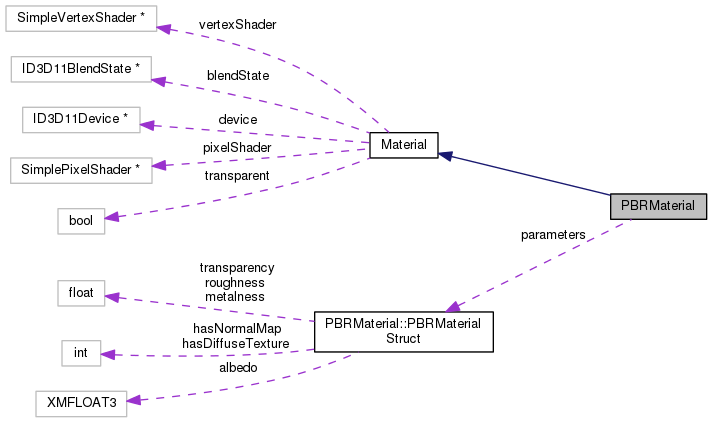 SimpleVertexShader *
vertexShader
ID3D11BlendState *
blendState
ID3D11Device *
device
Material
pixelShader
SimplePixelShader *
transparent
bool
PBRMaterial
parameters
transparency
roughness
metalness
float
PBRMaterial::PBRMaterial
Struct
hasNormalMap
hasDiffuseTexture
int
albedo
XMFLOAT3